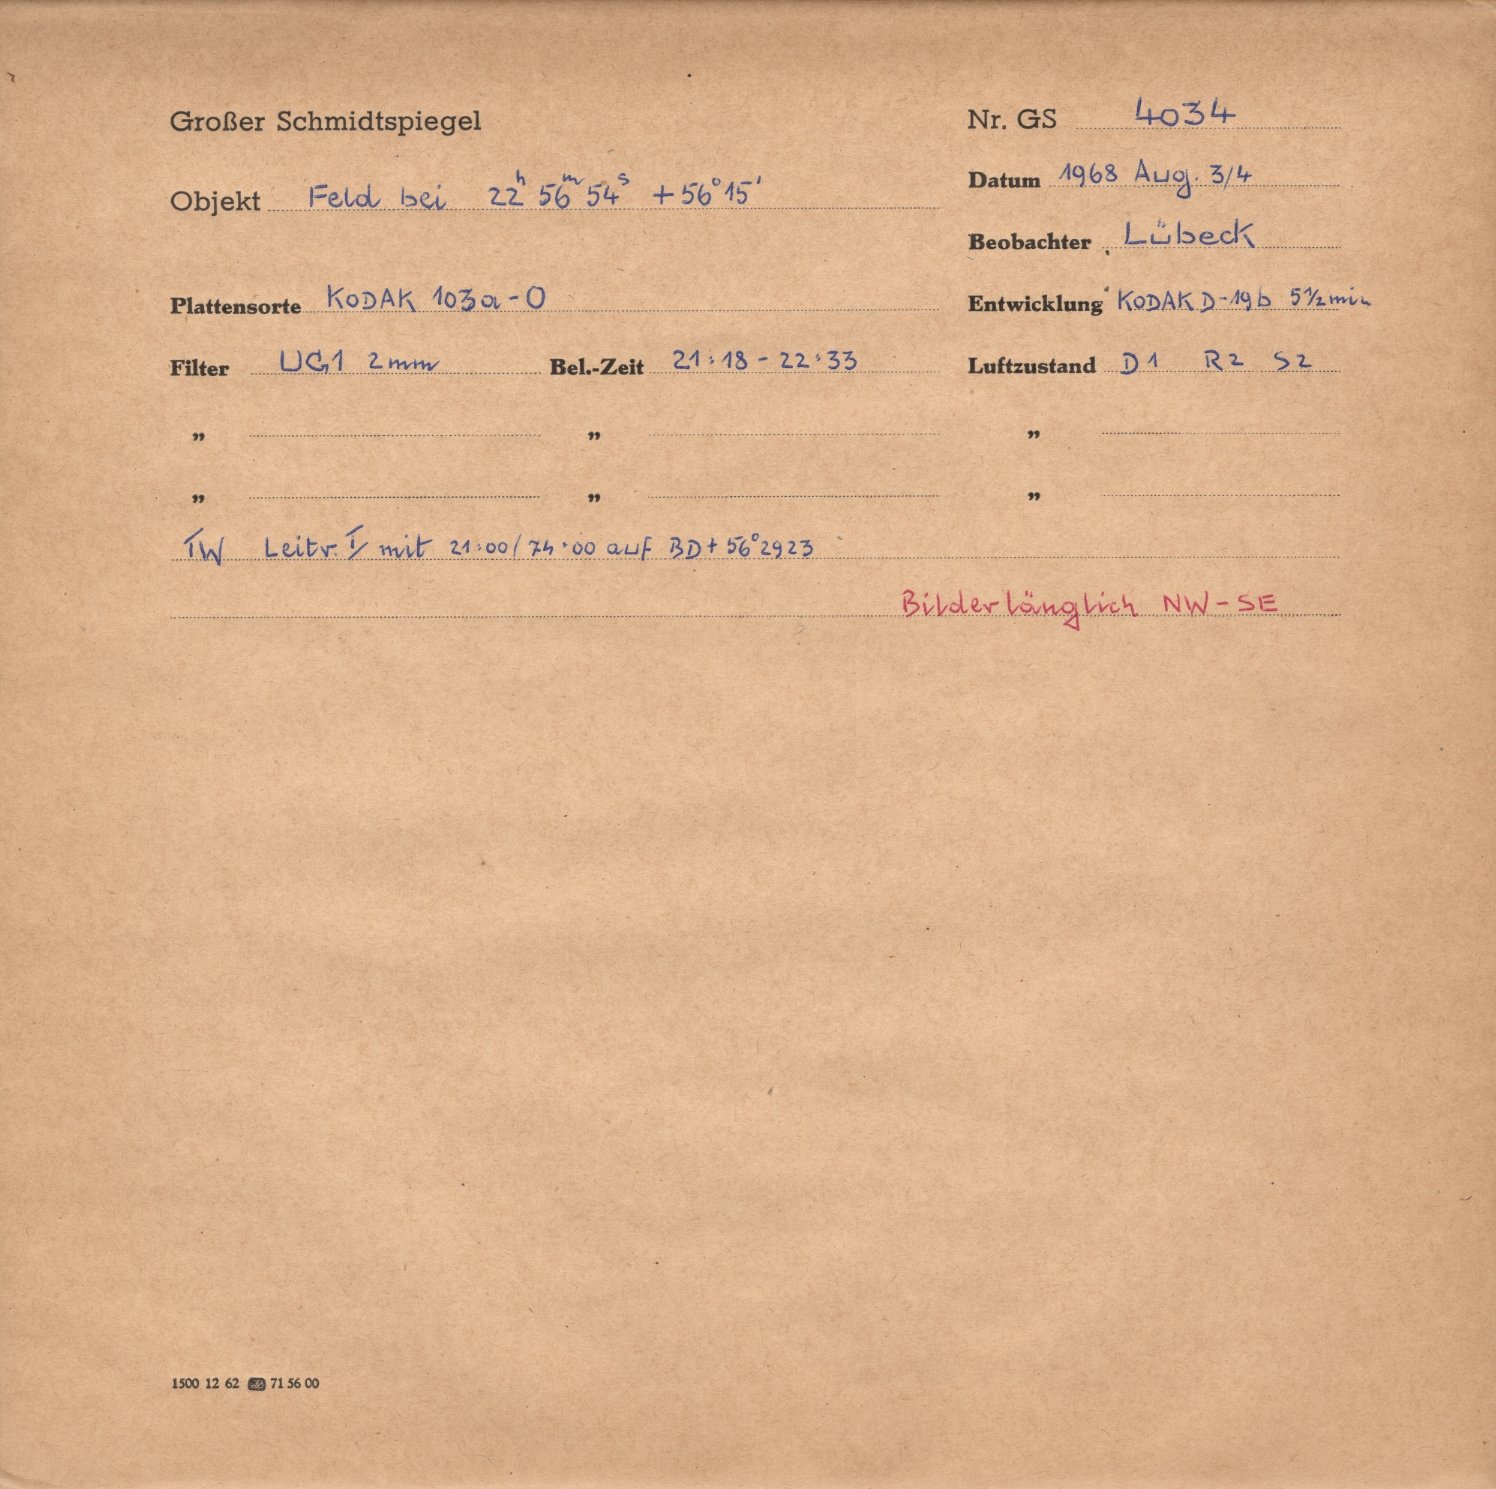 Großer Schmidtspiegel Nr. GS 4034
Datum 1968 Aug. 3/4
Objekt Feld bei 22ʰ 56ᵐ 54ˢ +56°15'
Beobachter Lübeck
Plattensorte KODAK 103a-O Entwicklung KODAK D-19b 5½min
Filter UG1 2mm Bel.-Zeit 21:18 - 22:33 Luftzustand D1 R2 S2
„ „ „
„ „ „
TW Leitr. I mit 21:00/74:00 auf BD+56°2923
Bilder länglich NW-SE
1500 12 62 71 56 00